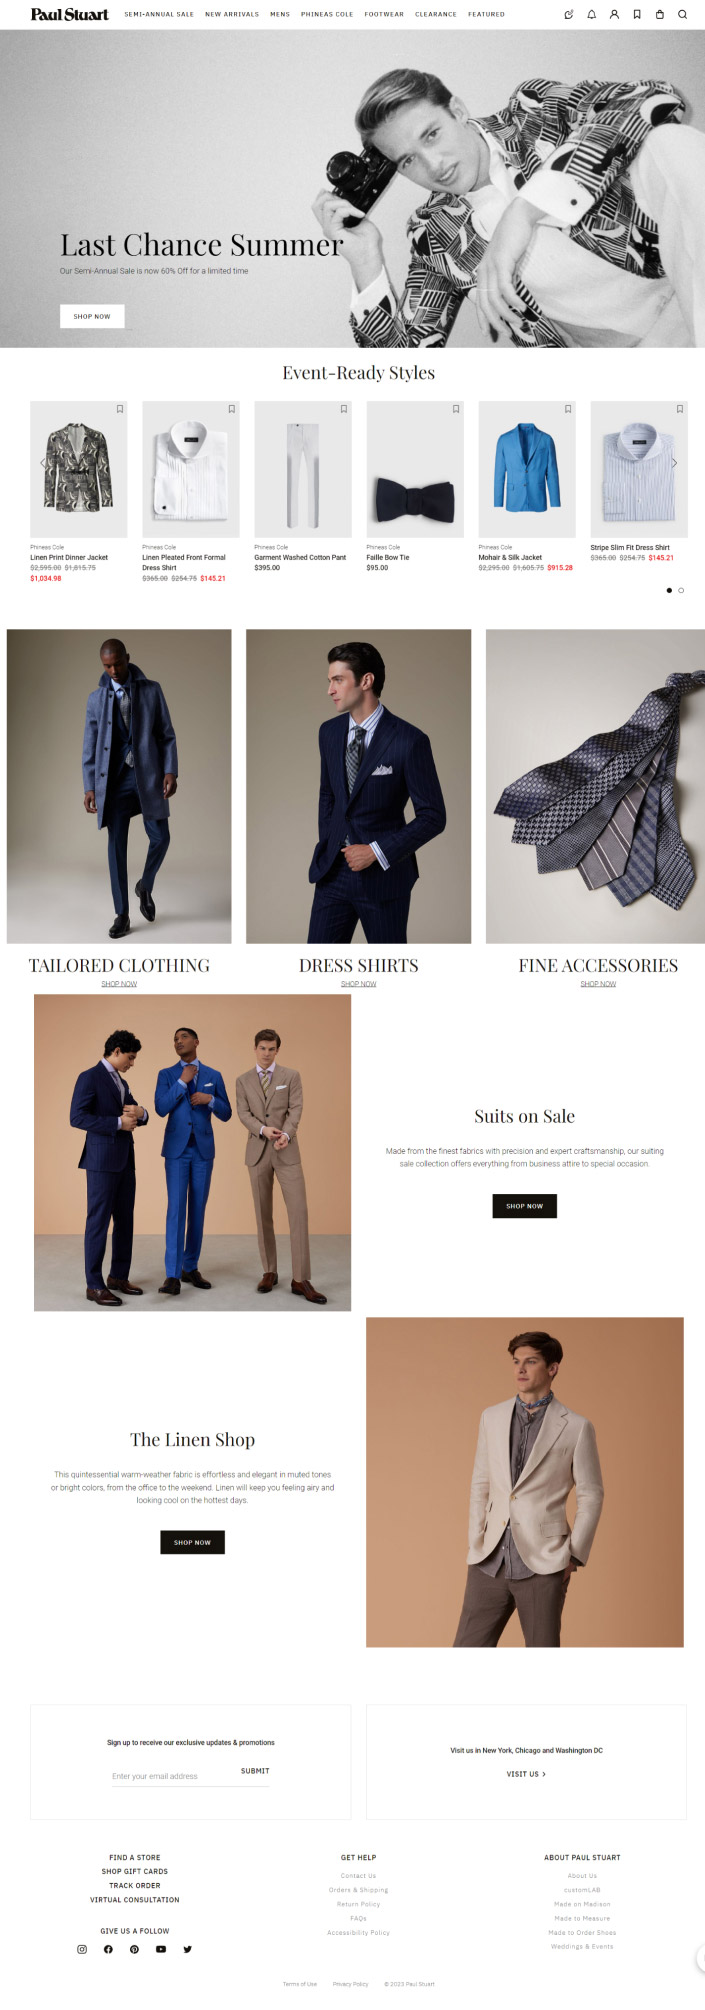 Paul Stuart
SEMI-ANNUAL SALE NEW ARRIVALS MENS PHINEAS COLE FOOTWEAR CLEARANCE FEATURED
Last Chance Summer
Our Semi-Annual Sale is now 60% Off for a limited time
SHOP NOW
Event-Ready Styles
Phineas Cole
Linen Print Dinner Jacket
$2,595.00 $1,815.75
$1,034.98
Phineas Cole
Linen Pleated Front Formal
Dress Shirt
$365.00 $254.75 $145.21
Phineas Cole
Garment Washed Cotton Pant
$395.00
Phineas Cole
Faille Bow Tie
$95.00
Phineas Cole
Mohair & Silk Jacket
$2,295.00 $1,605.75 $915.28
Stripe Slim Fit Dress Shirt
$365.00 $254.75 $145.21
TAILORED CLOTHING
SHOP NOW
DRESS SHIRTS
SHOP NOW
FINE ACCESSORIES
SHOP NOW
Suits on Sale
Made from the finest fabrics with precision and expert craftsmanship, our suiting
sale collection offers everything from business attire to special occasion.
SHOP NOW
The Linen Shop
This quintessential warm-weather fabric is effortless and elegant in muted tones
or bright colors, from the office to the weekend. Linen will keep you feeling airy and
looking cool on the hottest days.
SHOP NOW
Sign up to receive our exclusive updates & promotions
Enter your email address
SUBMIT
Visit us in New York, Chicago and Washington DC
VISIT US >
FIND A STORE
SHOP GIFT CARDS
TRACK ORDER
VIRTUAL CONSULTATION
GIVE US A FOLLOW
GET HELP
Contact Us
Orders & Shipping
Return Policy
FAQs
Accessibility Policy
ABOUT PAUL STUART
About Us
customLAB
Made on Madison
Made to Measure
Made to Order Shoes
Weddings & Events
Terms of Use Privacy Policy © 2023 Paul Stuart